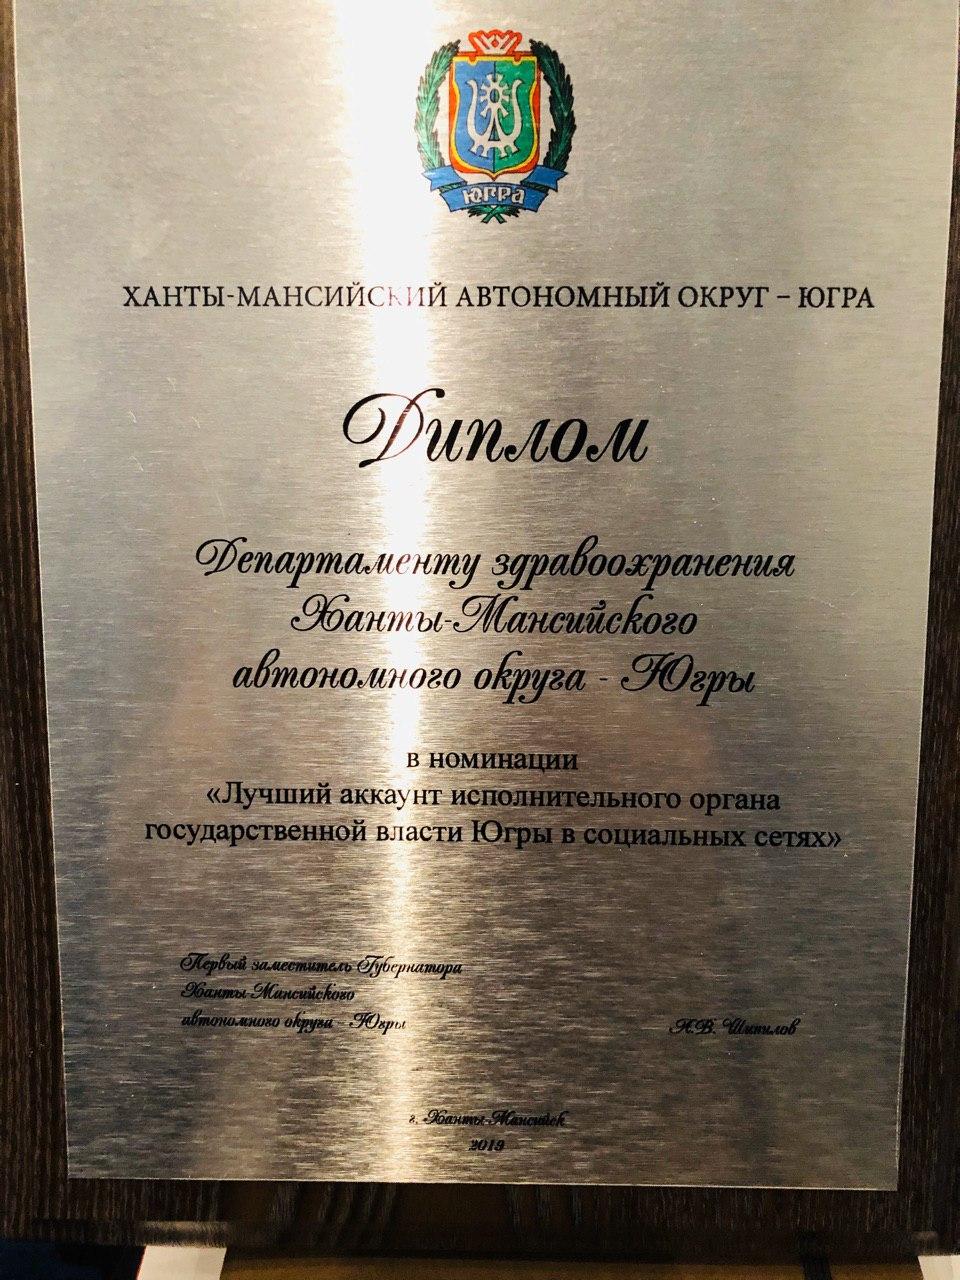 ЮГРА
ХАНТЫ-МАНСИЙСКИЙ АВТОНОМНЫЙ ОКРУГ – ЮГРА
Диплом
Департаменту здравоохранения
Ханты-Мансийского
автономного округа - Югры
в номинации
«Лучший аккаунт исполнительного органа
государственной власти Югры в социальных сетях»
Первый заместитель Губернатора
Ханты-Мансийского
автономного округа - Югры
А.В. Шипилов
г. Ханты-Мансийск
2019